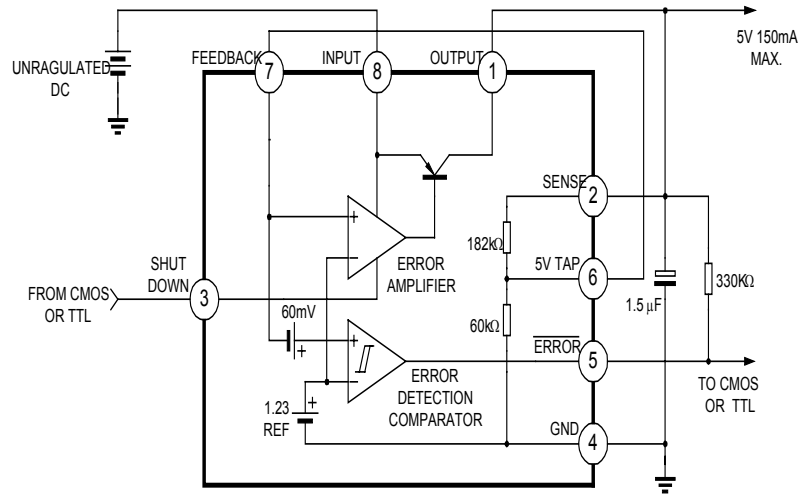 5V 150mA
MAX.
FEEDBACK
INPUT
OUTPUT
UNRAGULATED
DC
7
8
1
SENSE
2
+
182kΩ
−
SHUT
DOWN
ERROR
AMPLIFIER
5V TAP
6
330KΩ
FROM CMOS
OR TTL
3
60mV
1.5 µF
+
+
60kΩ
ERROR
5
−
ERROR
DETECTION
COMPARATOR
TO CMOS
OR TTL
1.23
REF
+
GND
4